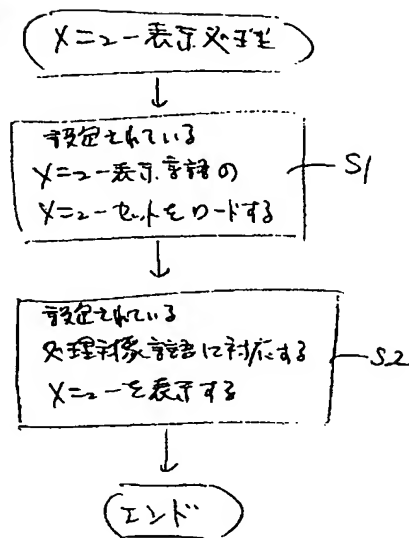 メニュー表示処理
設定されている
メニュー表示言語の
メニューセットをロードする
S1
設定されている
処理対象言語に対応する
メニューを表示する
S2
エンド